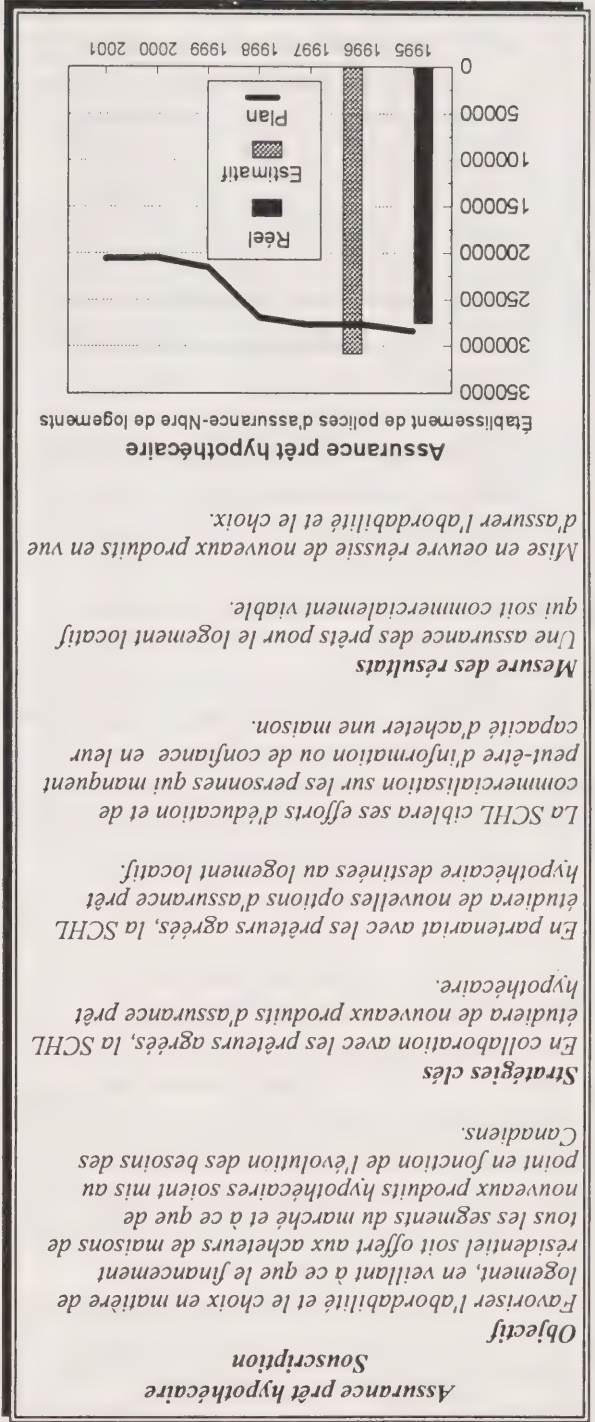 Assurance prêt hypothécaire
Souscription
Objectif
Favoriser l'abordabilité et le choix en matière de
logement, en veillant à ce que le financement
résidentiel soit offert aux acheteurs de maisons de
tous les segments du marché et à ce que de
nouveaux produits hypothécaires soient mis au
point en fonction de l'évolution des besoins des
Canadiens.
Stratégies clés
En collaboration avec les prêteurs agréés, la SCHL
étudiera de nouveaux produits d'assurance prêt
hypothécaire.
En partenariat avec les prêteurs agréés, la SCHL
étudiera de nouvelles options d'assurance prêt
hypothécaire destinées au logement locatif.
La SCHL ciblera ses efforts d'éducation et de
commercialisation sur les personnes qui manquent
peut-être d'information ou de confiance en leur
capacité d'acheter une maison.
Mesure des résultats
Une assurance des prêts pour le logement locatif
qui soit commercialement viable.
Mise en oeuvre réussie de nouveaux produits en vue
d'assurer l'abordabilité et le choix.
Assurance prêt hypothécaire
Établissement de polices d'assurance-Nbre de logements
350000
300000
250000
200000
150000
100000
50000
0
Réel
Estimatif
Plan
1995 1996 1997 1998 1999 2000 2001